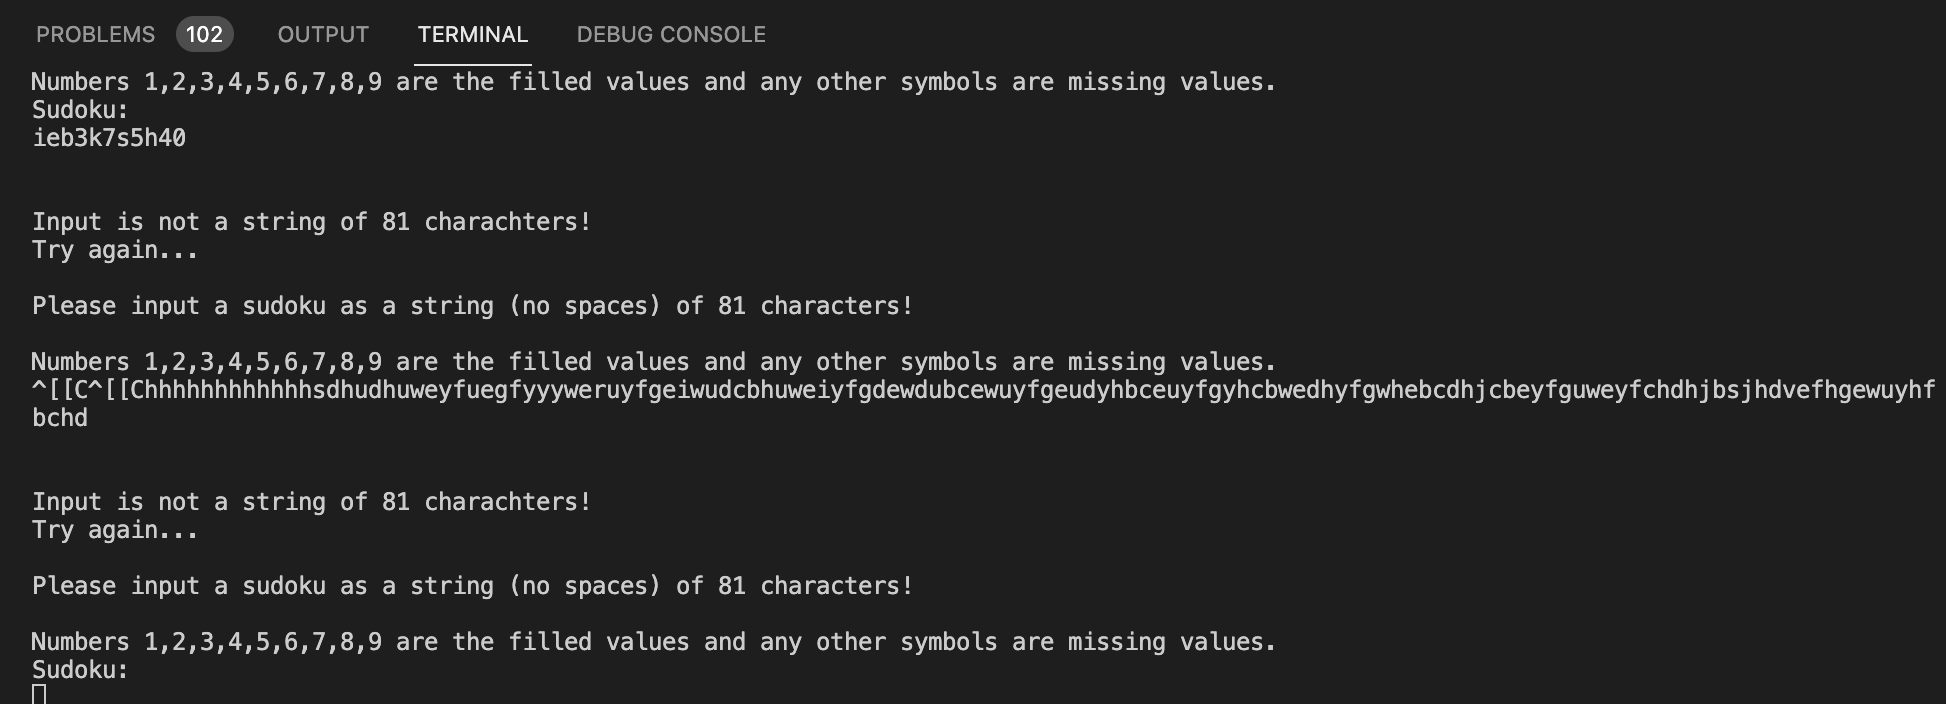 PROBLEMS 102 OUTPUT TERMINAL DEBUG CONSOLE
Numbers 1,2,3,4,5,6,7,8,9 are the filled values and any other symbols are missing values.
Sudoku:
ieb3k7s5h40
Input is not a string of 81 charachters!
Try again...
Please input a sudoku as a string (no spaces) of 81 characters!
Numbers 1,2,3,4,5,6,7,8,9 are the filled values and any other symbols are missing values.
^[[C^[[Chhhhhhhhhhhhsdhudhuweyfuegfyyyweruyfgeiwudcbhuweiyfgdewdubcewuyfgeudyhbceuyfgyhcbwedhyfgwhebcdhjcbeyfguweyfchdhjbsjhdvefhgewuyhf
bchd
Input is not a string of 81 charachters!
Try again...
Please input a sudoku as a string (no spaces) of 81 characters!
Numbers 1,2,3,4,5,6,7,8,9 are the filled values and any other symbols are missing values.
Sudoku: